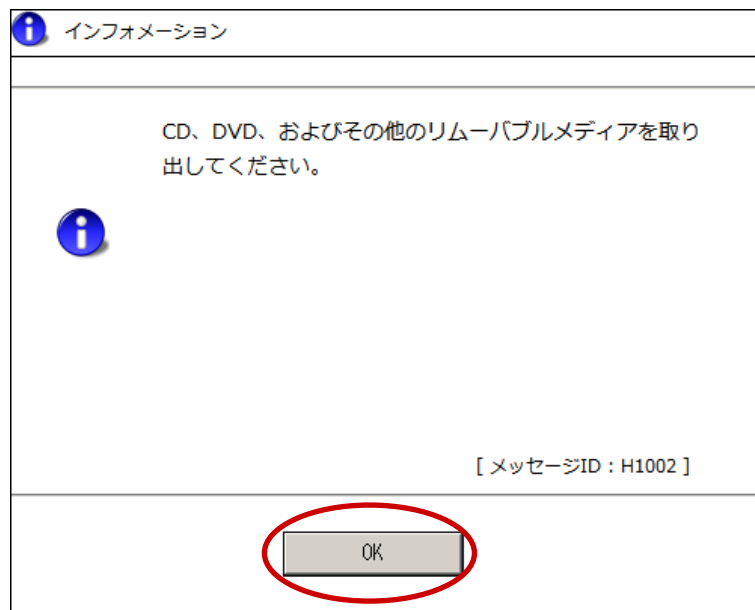 インフォメーション
CD、DVD、およびその他のリムーバブルメディアを取り
出してください。
[ メッセージID : H1002 ]
OK